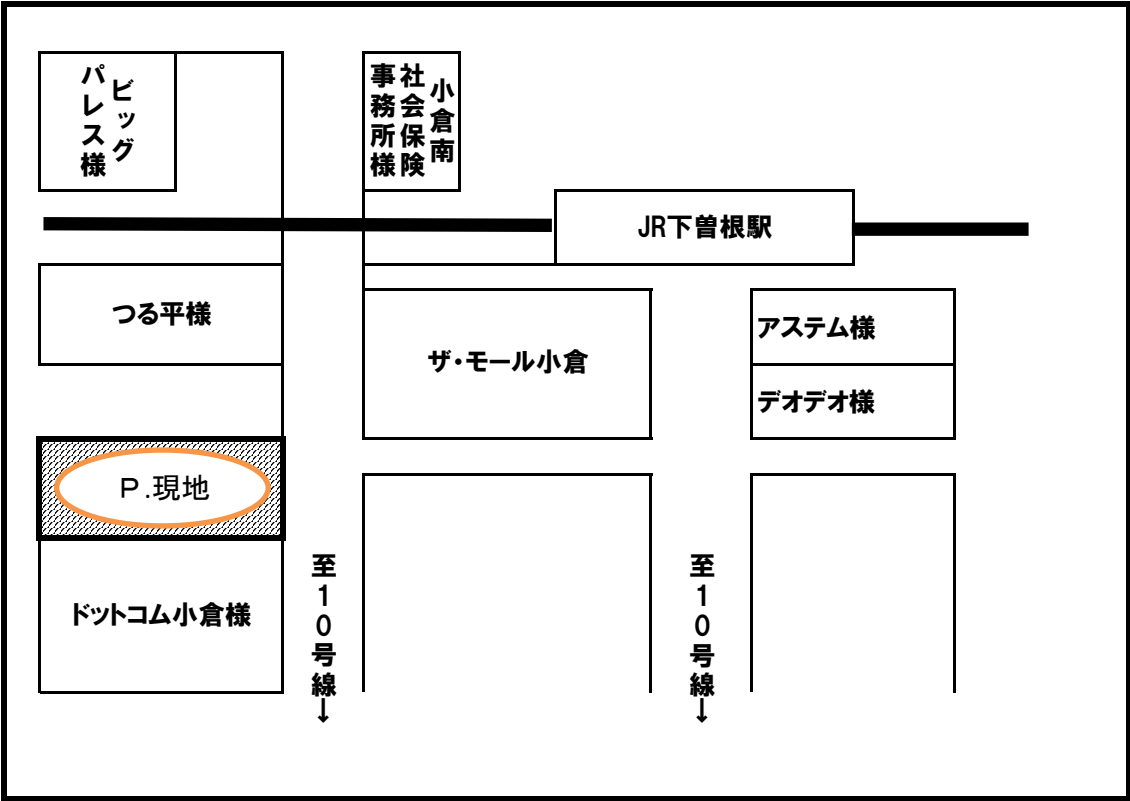 ビッグ
パレス様
小倉南
社会保険
事務所様
JR下曽根駅
つる平様
ザ・モール小倉
アステム様
デオデオ様
Ｐ.現地
ドットコム小倉様
至１０号線↓
至１０号線↓